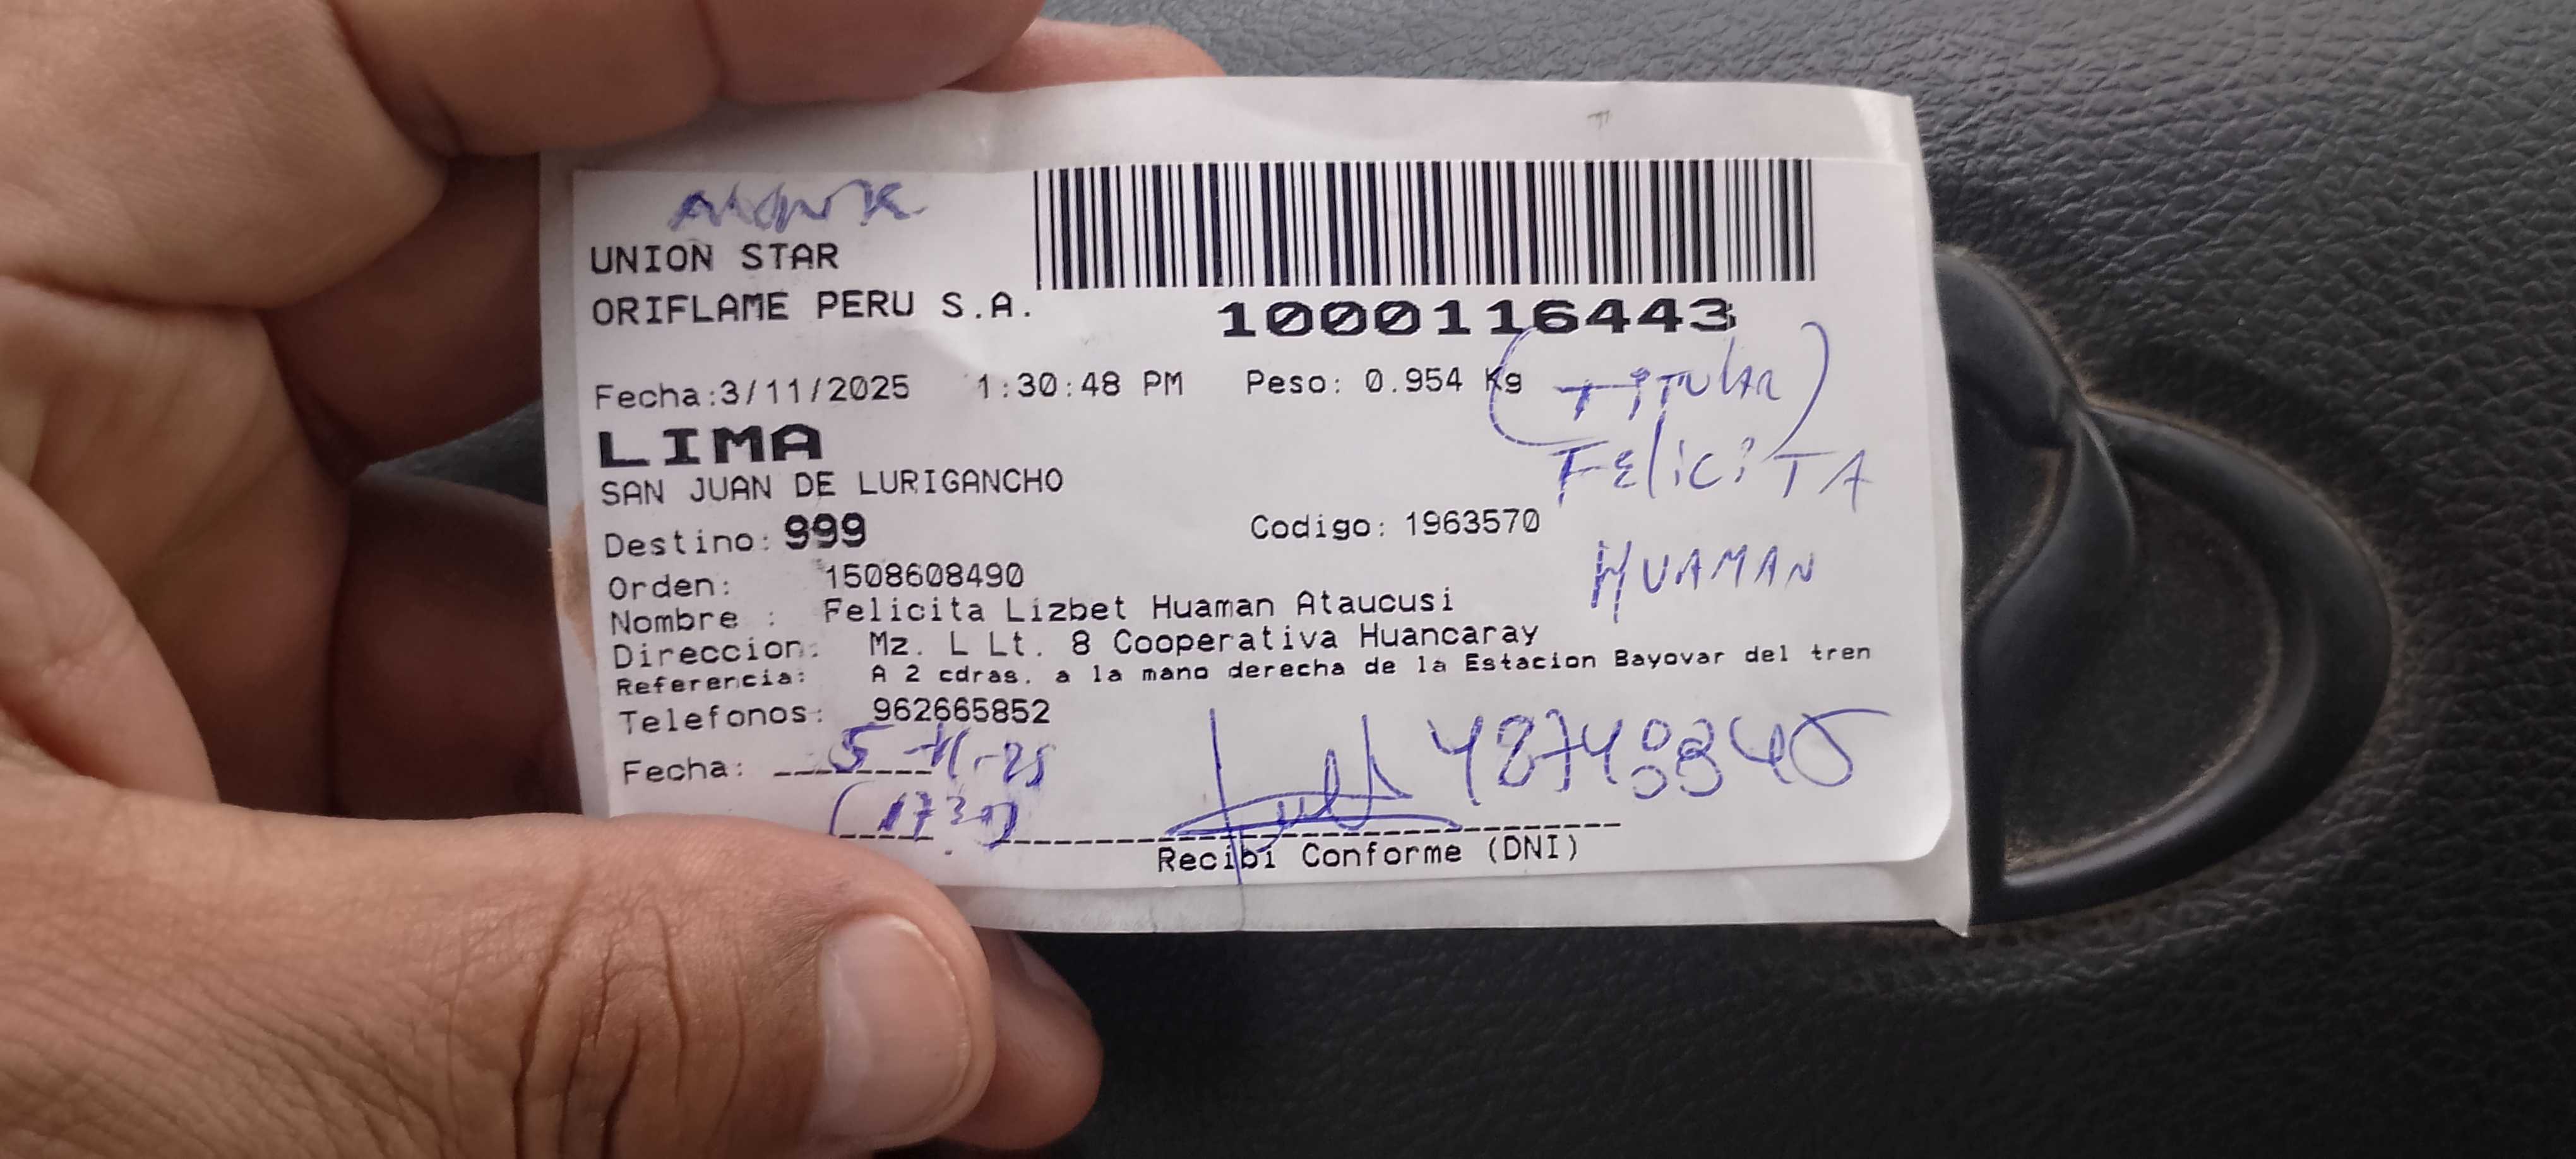 UNION STAR
ORIFLAME PERU S.A.
1000116443
Fecha:3/11/2025 1:30:48 PM Peso: 0.954 Kg
(TITULAR)
LIMA
FELICITA
SAN JUAN DE LURIGANCHO
Destino: 999 Codigo: 1963570
HUAMAN
Orden: 1508608490
Nombre : Felicita Lizbet Huaman Ataucusi
Direccion: Mz. L Lt. 8 Cooperativa Huancaray
Referencia: A 2 cdras. a la mano derecha de la Estacion Bayovar del tren
Telefonos: 962665852
Fecha: 5-11-25
Recibi Conforme (DNI)